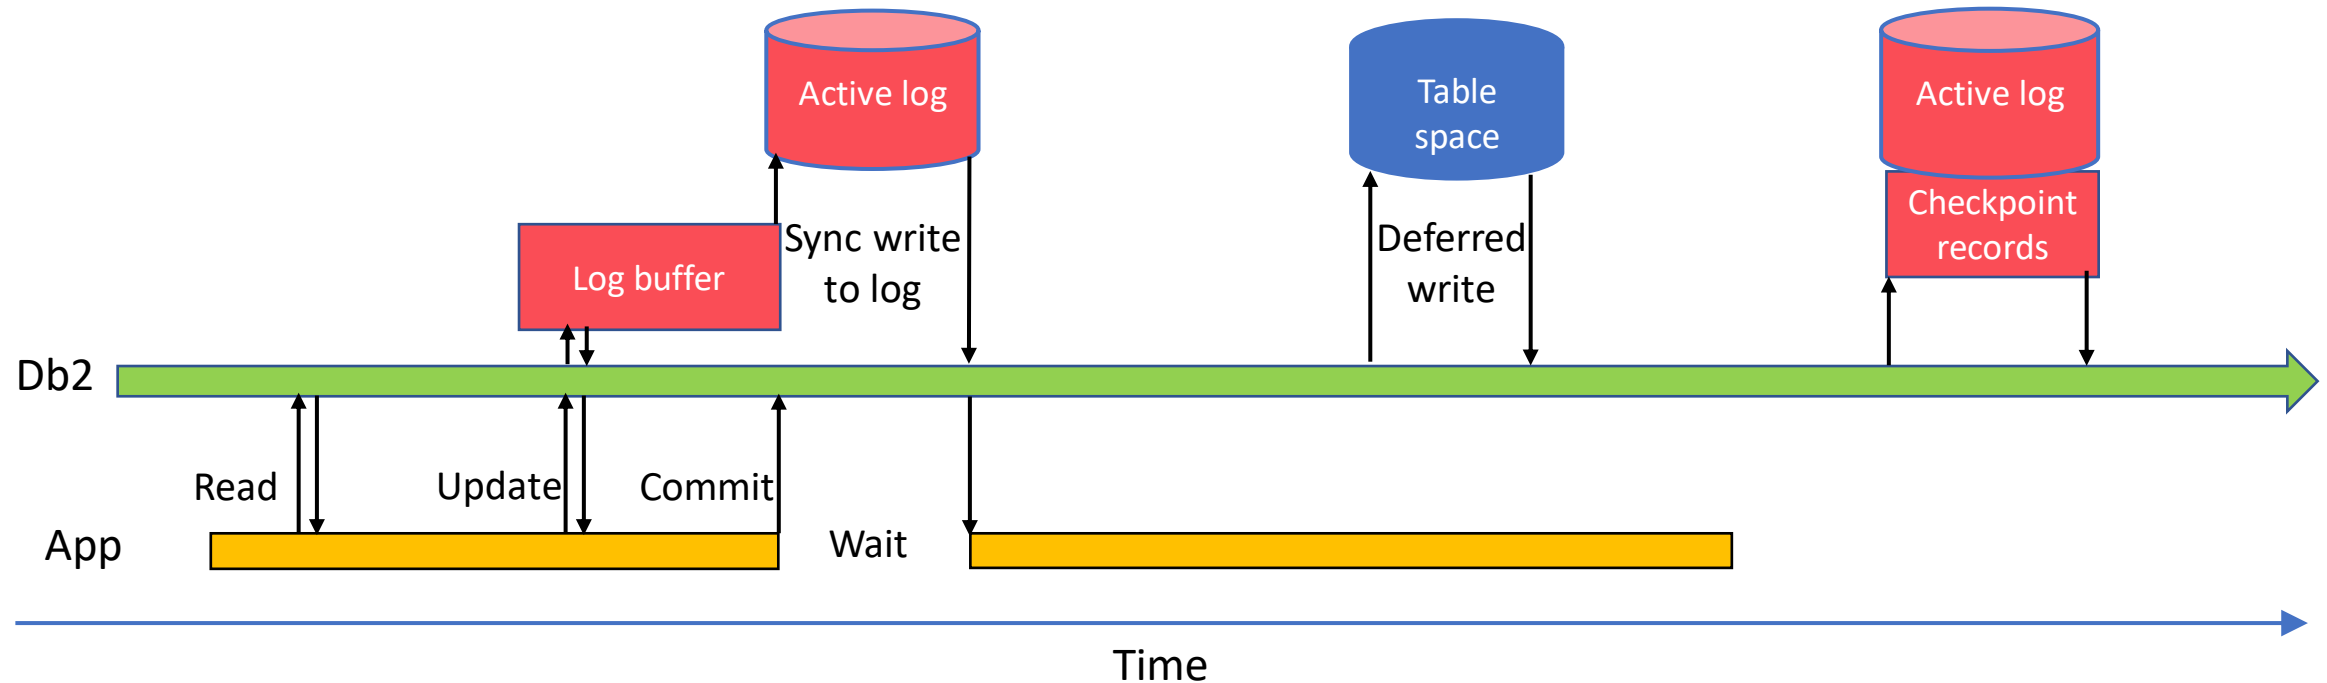 Active log
Table
space
Active log
Checkpoint
records
Log buffer
Sync write
to log
Deferred
write
Db2
Read
Update
Commit
App
Wait
Time